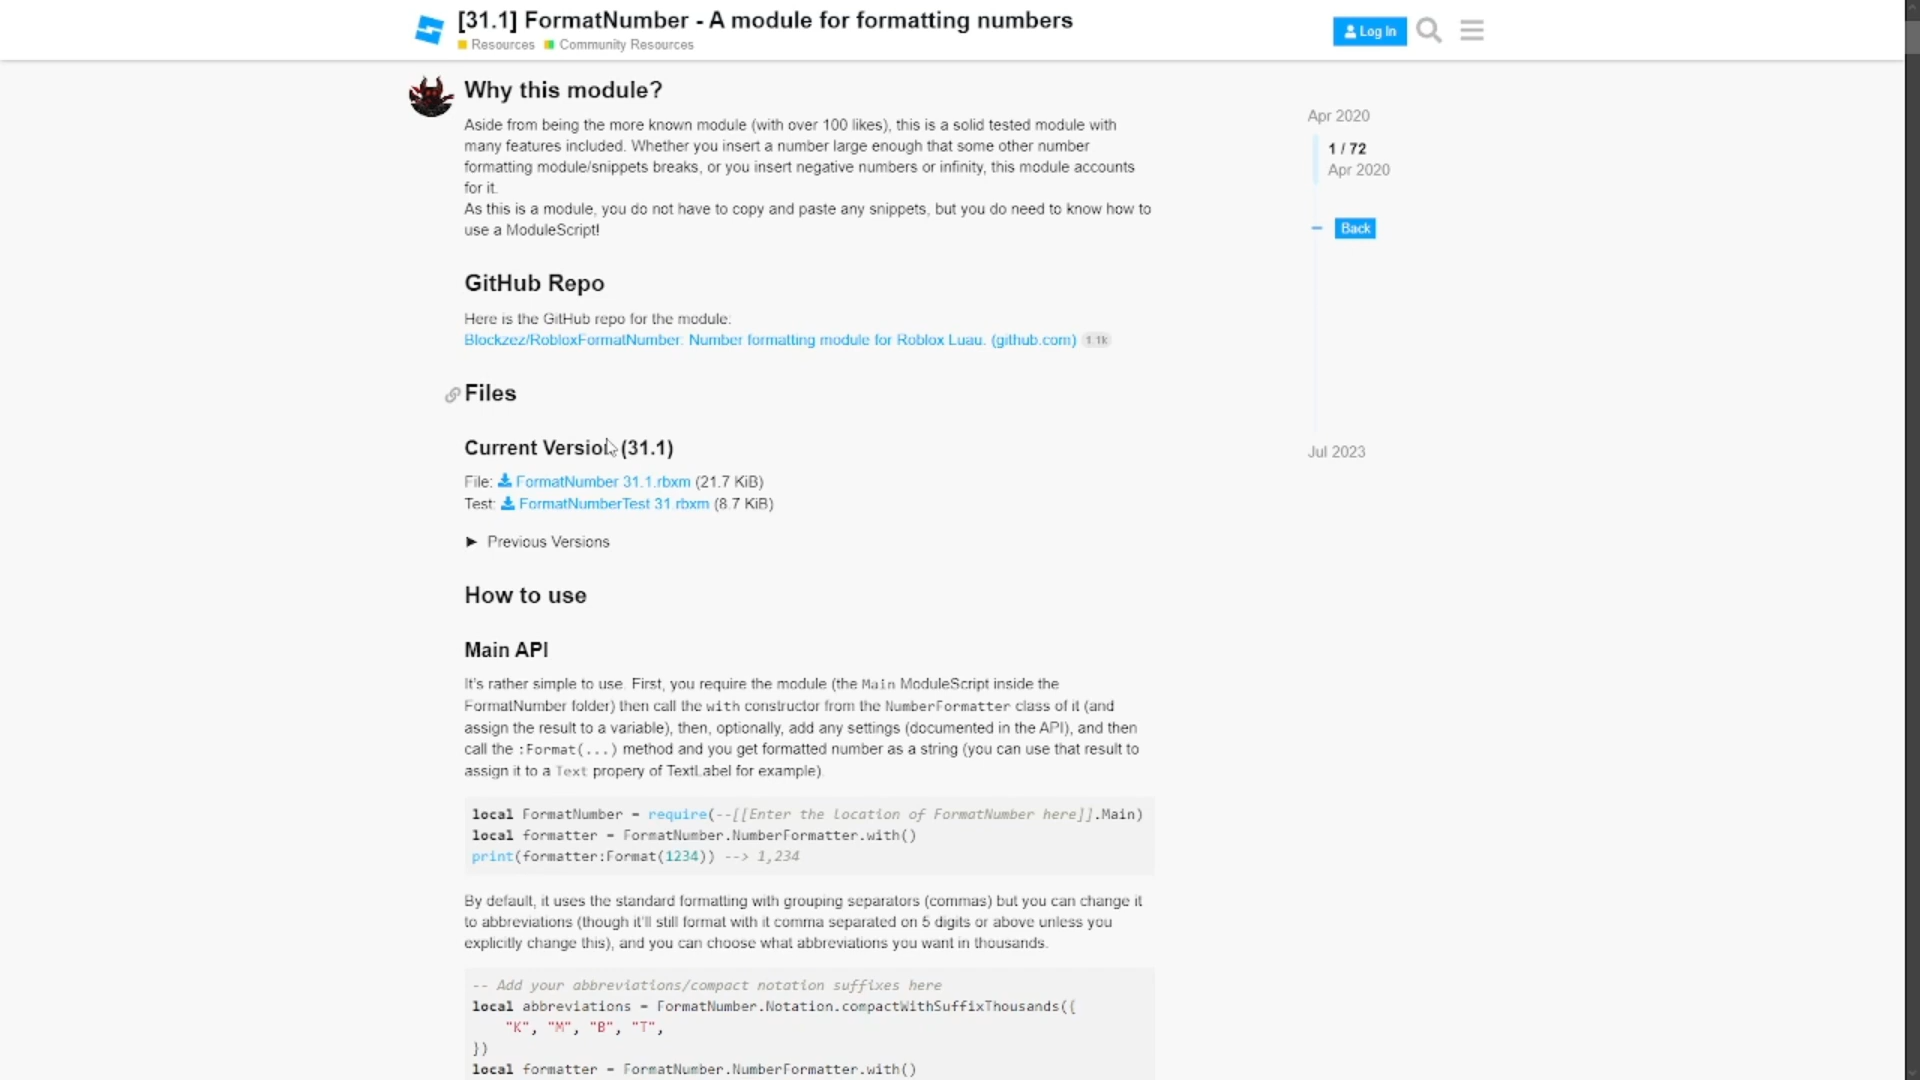 [31.1] FormatNumber - A module for formatting numbers
Resources Community Resources
Log In
Why this module?
Aside from being the more known module (with over 100 likes), this is a solid tested module with
many features included. Whether you insert a number large enough that some other number
formatting module/snippets breaks, or you insert negative numbers or infinity, this module accounts
for it.
As this is a module, you do not have to copy and paste any snippets, but you do need to know how to
use a ModuleScript!
Apr 2020
1 / 72
Apr 2020
Back
Jul 2023
GitHub Repo
Here is the GitHub repo for the module:
Blockzez/RobloxFormatNumber: Number formatting module for Roblox Luau. (github.com) 1.1k
Files
Current Version (31.1)
File: FormatNumber 31.1.rbxm (21.7 KiB)
Test: FormatNumberTest 31.rbxm (8.7 KiB)
► Previous Versions
How to use
Main API
It's rather simple to use. First, you require the module (the Main ModuleScript inside the
FormatNumber folder) then call the with constructor from the NumberFormatter class of it (and
assign the result to a variable), then, optionally, add any settings (documented in the API), and then
call the :Format(...) method and you get formatted number as a string (you can use that result to
assign it to a Text propery of TextLabel for example).
local FormatNumber = require(--[[Enter the location of FormatNumber here]].Main)
local formatter = FormatNumber.NumberFormatter.with()
print(formatter:Format(1234)) --> 1,234
By default, it uses the standard formatting with grouping separators (commas) but you can change it
to abbreviations (though it'll still format with it comma separated on 5 digits or above unless you
explicitly change this), and you can choose what abbreviations you want in thousands.
-- Add your abbreviations/compact notation suffixes here
local abbreviations = FormatNumber.Notation.compactWithSuffixThousands({
"K", "M", "B", "T",
})
local formatter = FormatNumber.NumberFormatter.with()